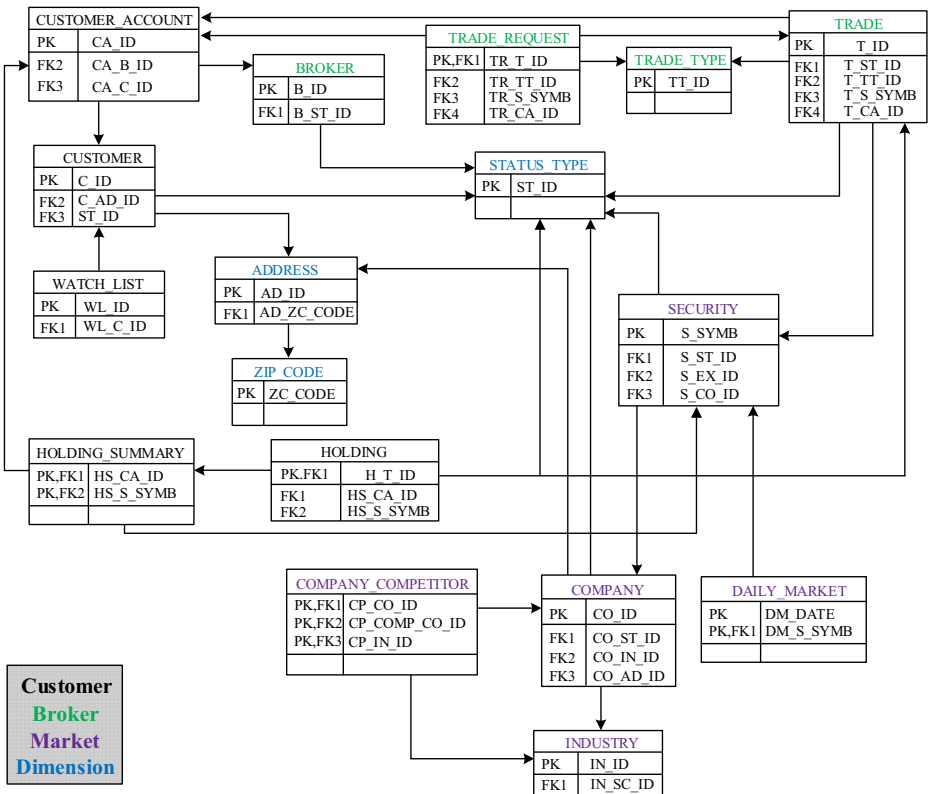 CUSTOMER_ACCOUNT
PK CA_ID
FK2 CA_B_ID
FK3 CA_C_ID
BROKER
PK B_ID
FK1 B_ST_ID
TRADE_REQUEST
PK,FK1 TR_T_ID
FK2 TR_TT_ID
FK3 TR_S_SYMB
FK4 TR_CA_ID
TRADE_TYPE
PK TT_ID
TRADE
PK T_ID
FK1 T_ST_ID
FK2 T_TT_ID
FK3 T_S_SYMB
FK4 T_CA_ID
CUSTOMER
PK C_ID
FK2 C_AD_ID
FK3 ST_ID
STATUS_TYPE
PK ST_ID
WATCH_LIST
PK WL_ID
FK1 WL_C_ID
ADDRESS
PK AD_ID
FK1 AD_ZC_CODE
ZIP_CODE
PK ZC_CODE
SECURITY
PK S_SYMB
FK1 S_ST_ID
FK2 S_EX_ID
FK3 S_CO_ID
HOLDING_SUMMARY
PK,FK1 HS_CA_ID
PK,FK2 HS_S_SYMB
HOLDING
PK.FK1 H_T_ID
FK1 HS_CA_ID
FK2 HS_S_SYMB
COMPANY_COMPETITOR
PK,FK1 CP_CO_ID
PK,FK2 CP_COMP_CO_ID
PK,FK3 CP_IN_ID
COMPANY
PK CO_ID
FK1 CO_ST_ID
FK2 CO_IN_ID
FK3 CO_AD_ID
DAILY_MARKET
PK DM_DATE
PK,FK1 DM_S_SYMB
INDUSTRY
PK IN_ID
FK1 IN_SC_ID
Customer
Broker
Market
Dimension